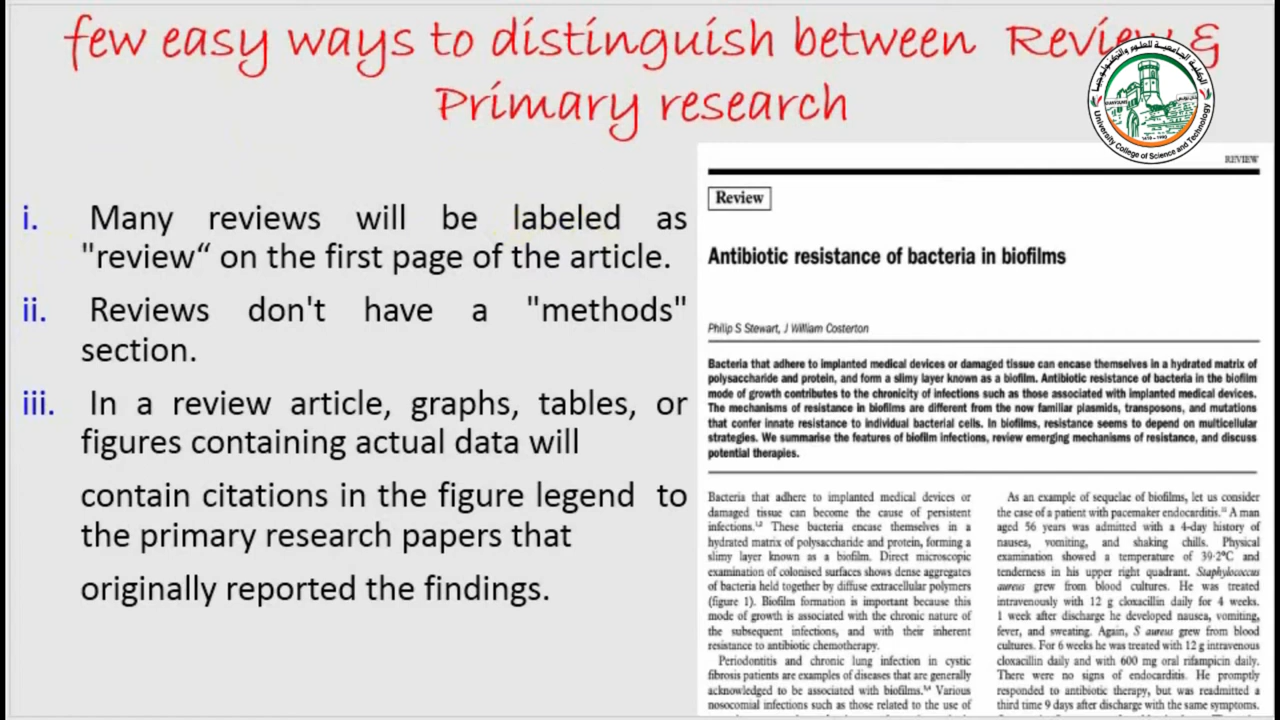 few easy ways to distinguish between Review &
Primary research
الكلية الجامعية للعلوم والتكنولوجيا
University College of Science and Technology
REVIEW
i. Many reviews will be labeled as
"review“ on the first page of the article.
ii. Reviews don't have a "methods"
section.
iii. In a review article, graphs, tables, or
figures containing actual data will
contain citations in the figure legend to
the primary research papers that
originally reported the findings.
Review
Antibiotic resistance of bacteria in biofilms
Philip S Stewart, J William Costerton
Bacteria that adhere to implanted medical devices or damaged tissue can encase themselves in a hydrated matrix of
polysaccharide and protein, and form a slimy layer known as a biofilm. Antibiotic resistance of bacteria in the biofilm
mode of growth contributes to the chronicity of infections such as those associated with implanted medical devices.
The mechanisms of resistance in biofilms are different from the now familiar plasmids, transposons, and mutations
that confer innate resistance to individual bacterial cells. In biofilms, resistance seems to depend on multicellular
strategies. We summarise the features of biofilm infections, review emerging mechanisms of resistance, and discuss
potential therapies.
Bacteria that adhere to implanted medical devices or
damaged tissue can become the cause of persistent
infections.¹,² These bacteria encase themselves in a
hydrated matrix of polysaccharide and protein, forming a
slimy layer known as a biofilm. Direct microscopic
examination of colonised surfaces shows dense aggregates
of bacteria held together by diffuse extracellular polymers
(figure 1). Biofilm formation is important because this
mode of growth is associated with the chronic nature of
the subsequent infections, and with their inherent
resistance to antibiotic chemotherapy.
Periodontitis and chronic lung infection in cystic
fibrosis patients are examples of diseases that are generally
acknowledged to be associated with biofilms.³,⁴ Various
nosocomial infections such as those related to the use of
As an example of sequelae of biofilms, let us consider
the case of a patient with pacemaker endocarditis.¹¹ A man
aged 56 years was admitted with a 4-day history of
nausea, vomiting, and shaking chills. Physical
examination showed a temperature of 39·2°C and
tenderness in his upper right quadrant. Staphylococcus
aureus grew from blood cultures. He was treated
intravenously with 12 g cloxacillin daily for 4 weeks.
1 week after discharge he developed nausea, vomiting,
fever, and sweating. Again, S aureus grew from blood
cultures. For 6 weeks he was treated with 12 g intravenous
cloxacillin daily and with 600 mg oral rifampicin daily.
There were no signs of endocarditis. He promptly
responded to antibiotic therapy, but was readmitted a
third time 9 days after discharge with the same symptoms.